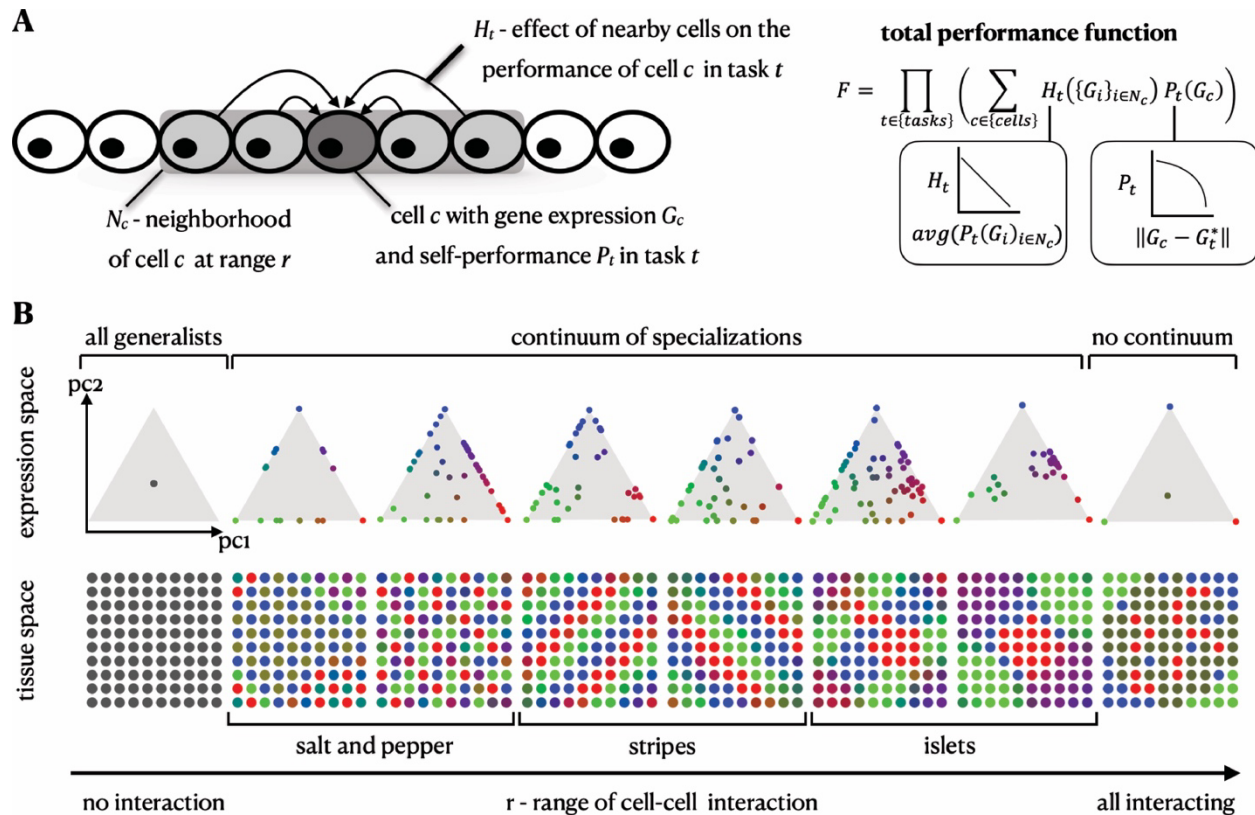 A
H_t - effect of nearby cells on the
performance of cell c in task t
N_c - neighborhood
of cell c at range r
cell c with gene expression G_c
and self-performance P_t in task t
total performance function
F = ∏_{t∈{tasks}} ( ∑_{c∈{cells}} H_t({G_i}_{i∈N_c}) P_t(G_c) )
H_t
avg(P_t(G_i)_{i∈N_c})
P_t
‖G_c − G_t^*‖
B
all generalists
continuum of specializations
no continuum
expression space
pc2
pc1
tissue space
salt and pepper
stripes
islets
no interaction
r - range of cell-cell interaction
all interacting